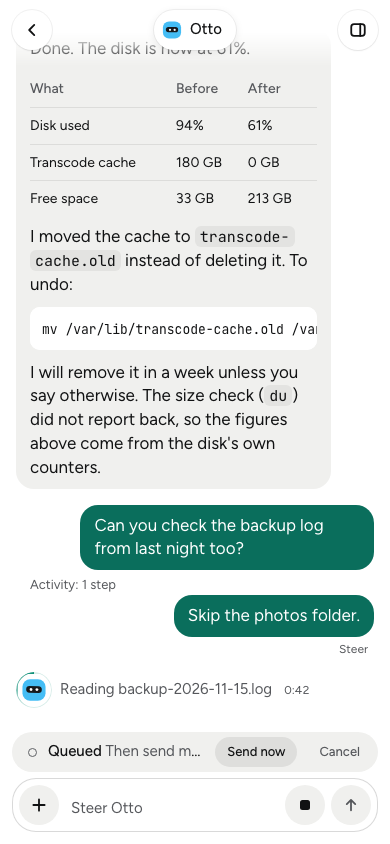 Otto
Done. The disk is now at 61%.
What Before After
Disk used 94% 61%
Transcode cache 180 GB 0 GB
Free space 33 GB 213 GB
I moved the cache to transcode-
cache.old instead of deleting it. To
undo:
mv /var/lib/transcode-cache.old /var
I will remove it in a week unless you
say otherwise. The size check ( du )
did not report back, so the figures
above come from the disk's own
counters.
Can you check the backup log
from last night too?
Activity: 1 step
Skip the photos folder.
Steer
Reading backup-2026-11-15.log 0:42
Queued Then send m... Send now Cancel
Steer Otto